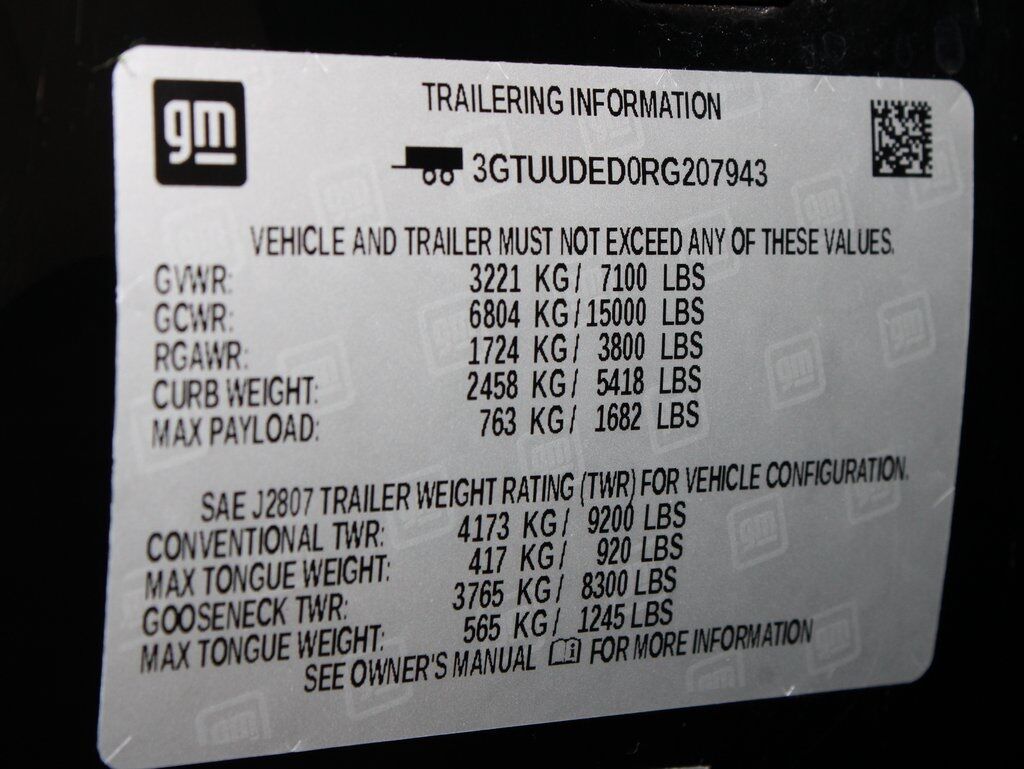 gm
TRAILERING INFORMATION
3GTUUDED0RG207943
VEHICLE AND TRAILER MUST NOT EXCEED ANY OF THESE VALUES.
GVWR: 3221 KG/ 7100 LBS
GCWR: 6804 KG/15000 LBS
RGAWR: 1724 KG/ 3800 LBS
CURB WEIGHT: 2458 KG/ 5418 LBS
MAX PAYLOAD: 763 KG/ 1682 LBS
SAE J2807 TRAILER WEIGHT RATING (TWR) FOR VEHICLE CONFIGURATION.
CONVENTIONAL TWR: 4173 KG/ 9200 LBS
MAX TONGUE WEIGHT: 417 KG/ 920 LBS
GOOSENECK TWR: 3765 KG/ 8300 LBS
MAX TONGUE WEIGHT: 565 KG/ 1245 LBS
SEE OWNER'S MANUAL FOR MORE INFORMATION